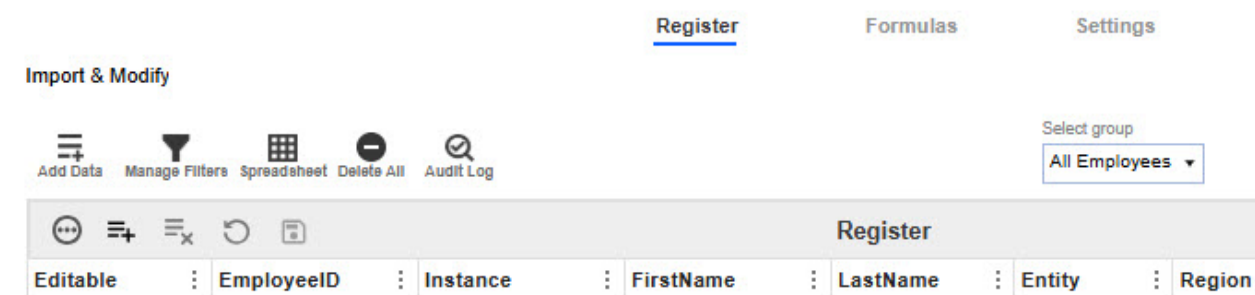 Register Formulas Settings
Import & Modify
Select group
Add Data Manage Filters Spreadsheet Delete All Audit Log
All Employees
Register
Editable EmployeeID Instance FirstName LastName Entity Region